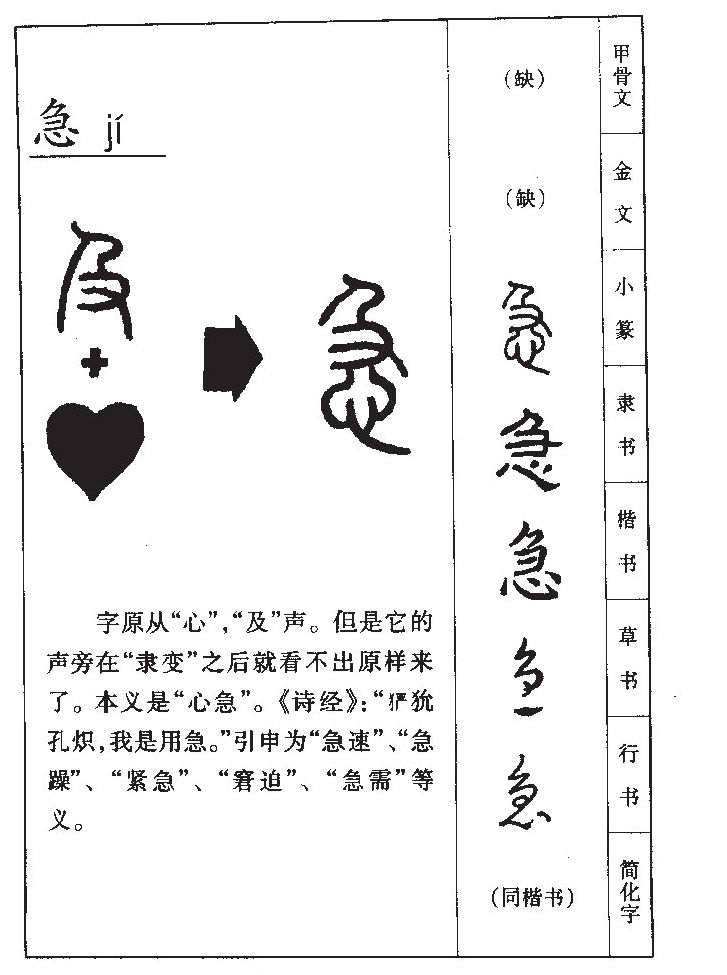 急 jí
及
+
急
字原从“心”,“及”声。但是它的
声旁在“隶变”之后就看不出原样来
了。本义是“心急”。《诗经》:“狁
孔炽,我是用急。”引申为“急速”、“急
躁”、“紧急”、“窘迫”、“急需”等
义。
(缺)
甲骨文
(缺)
金文
急
小篆
急
隶书
急
楷书
急
草书
急
行书
(同楷书)
简化字